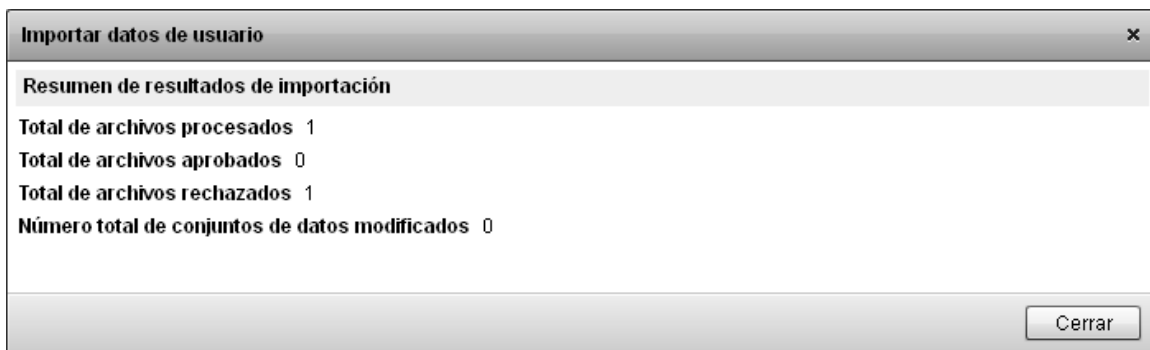 Importar datos de usuario ×
Resumen de resultados de importación
Total de archivos procesados 1
Total de archivos aprobados 0
Total de archivos rechazados 1
Número total de conjuntos de datos modificados 0
Cerrar